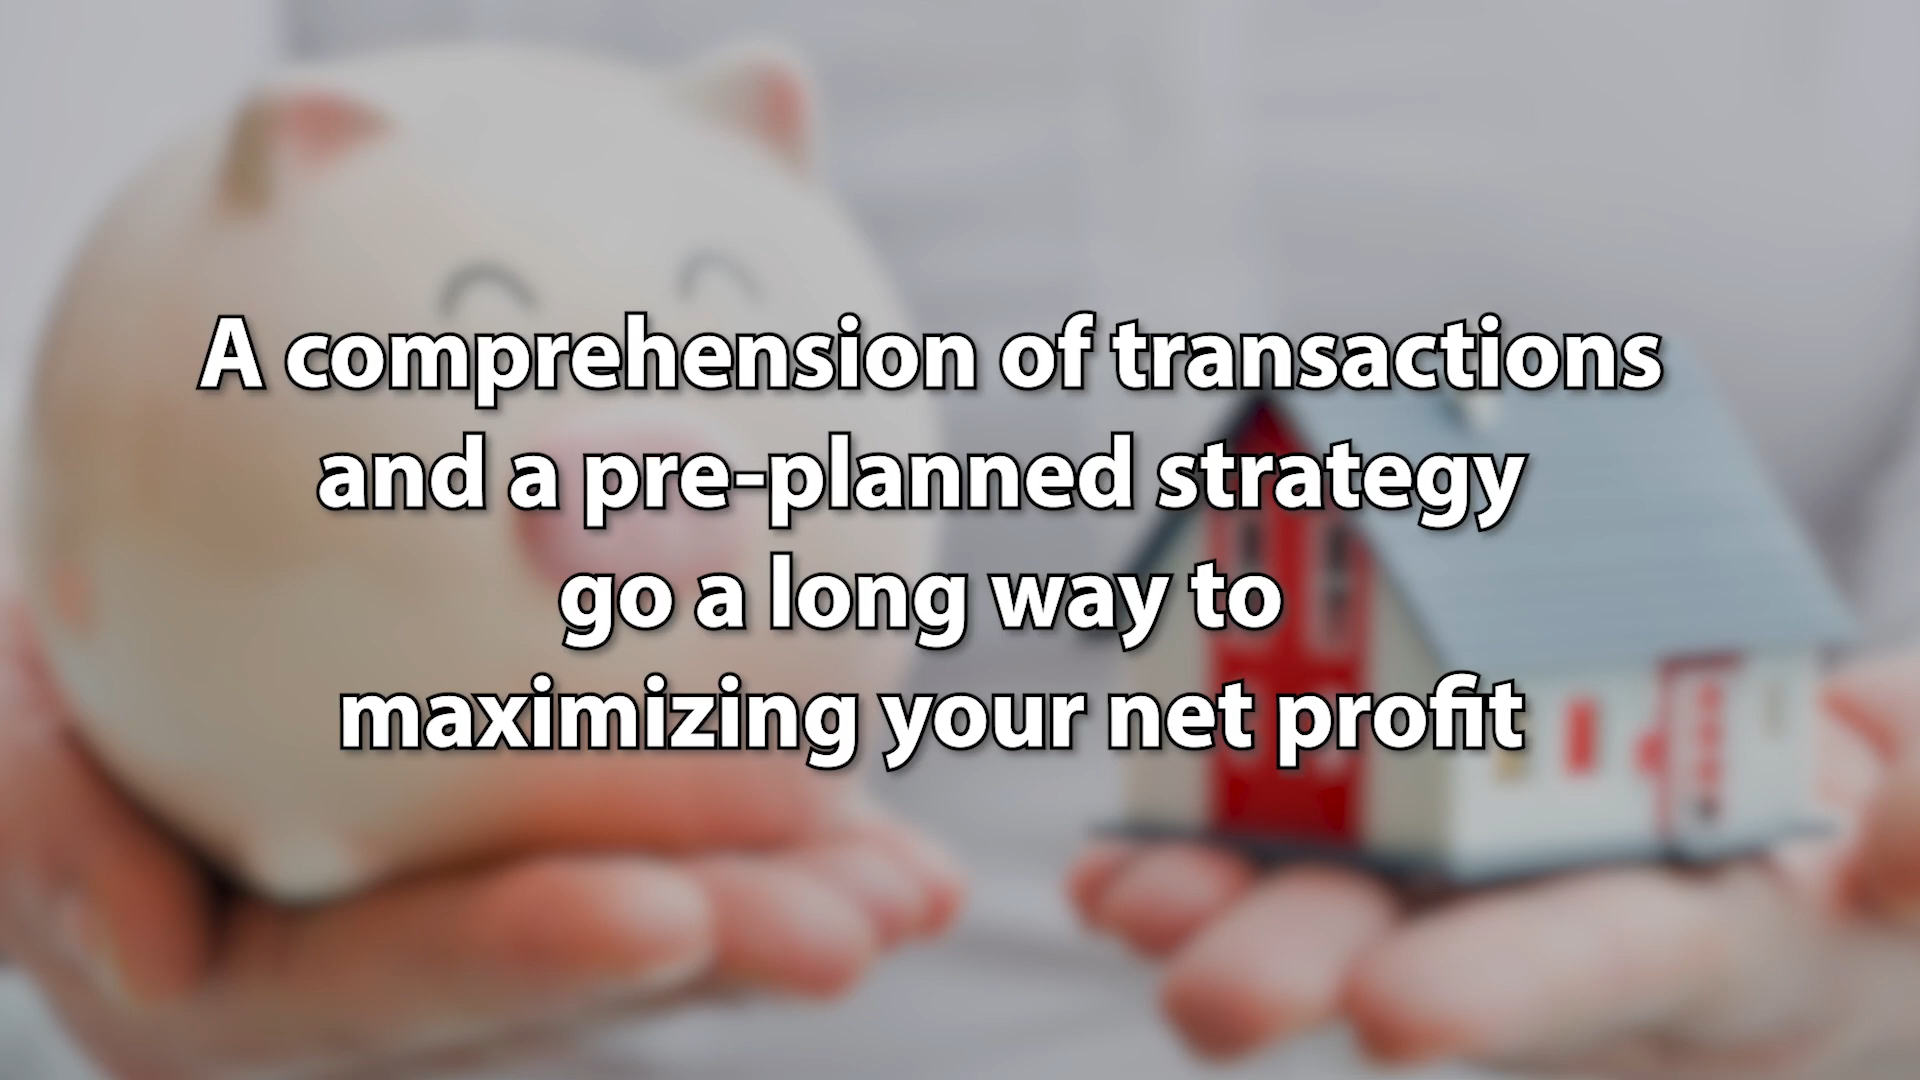 A comprehension of transactions
and a pre-planned strategy
go a long way to
maximizing your net profit